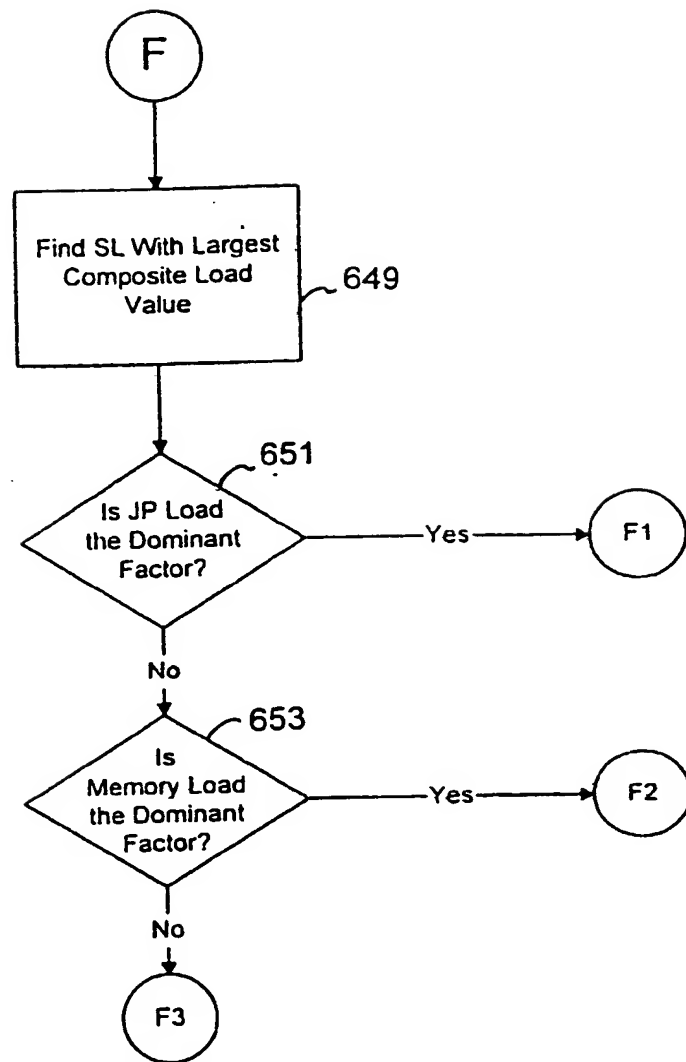 F
Find SL With Largest
Composite Load
Value
649
651
Is JP Load
the Dominant
Factor?
Yes
F1
No
653
Is
Memory Load
the Dominant
Factor?
Yes
F2
No
F3